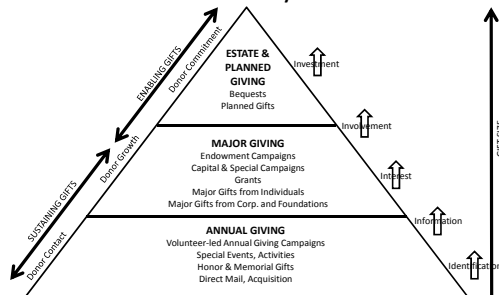 ESTATE &
PLANNED
GIVING
Bequests
Planned Gifts
MAJOR GIVING
Endowment Campaigns
Capital & Special Campaigns
Grants
Major Gifts from Individuals
Major Gifts from Corp. and Foundations
ANNUAL GIVING
Volunteer-led Annual Giving Campaigns
Special Events, Activities
Honor & Memorial Gifts
Direct Mail, Acquisition
ENABLING GIFTS
Donor Commitment
Donor Growth
SUSTAINING GIFTS
Donor Contact
Investment
Involvement
Interest
Information
Identification